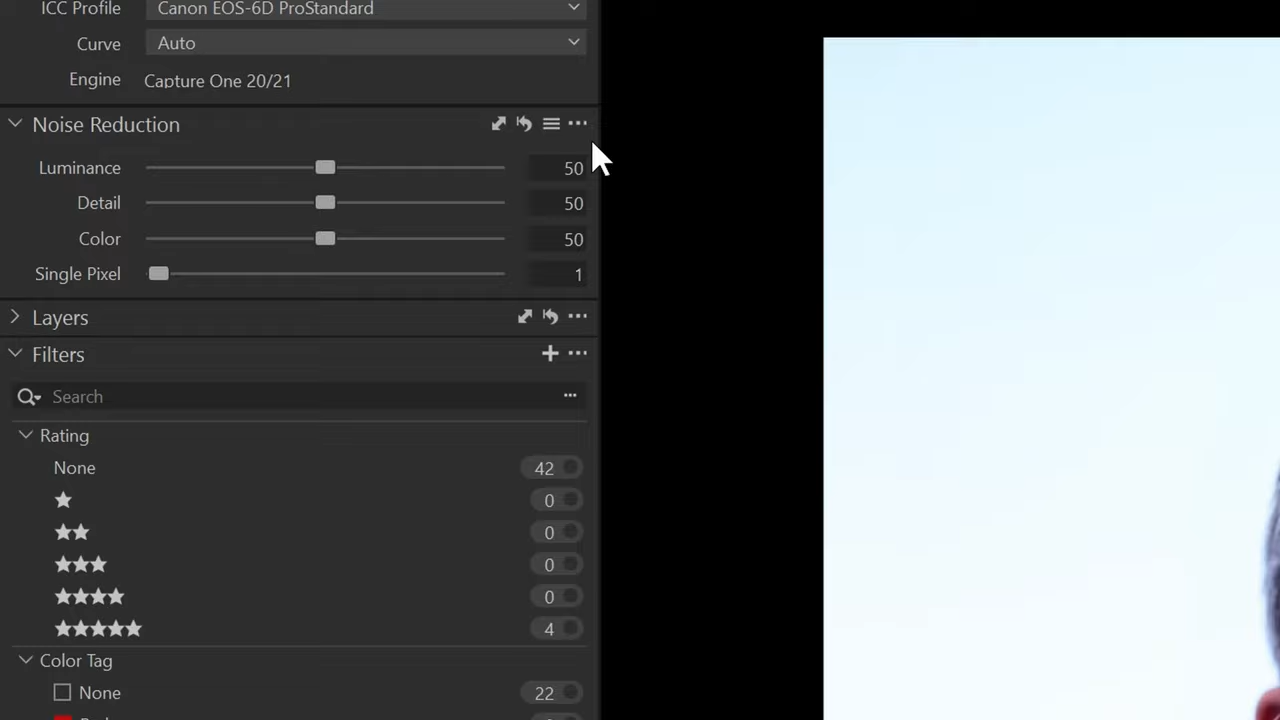 ICC Profile Canon EOS-6D ProStandard
Curve Auto
Engine Capture One 20/21
Noise Reduction
Luminance 50
Detail 50
Color 50
Single Pixel 1
Layers
Filters
Search
Rating
None 42
0
0
0
0
4
Color Tag
None 22